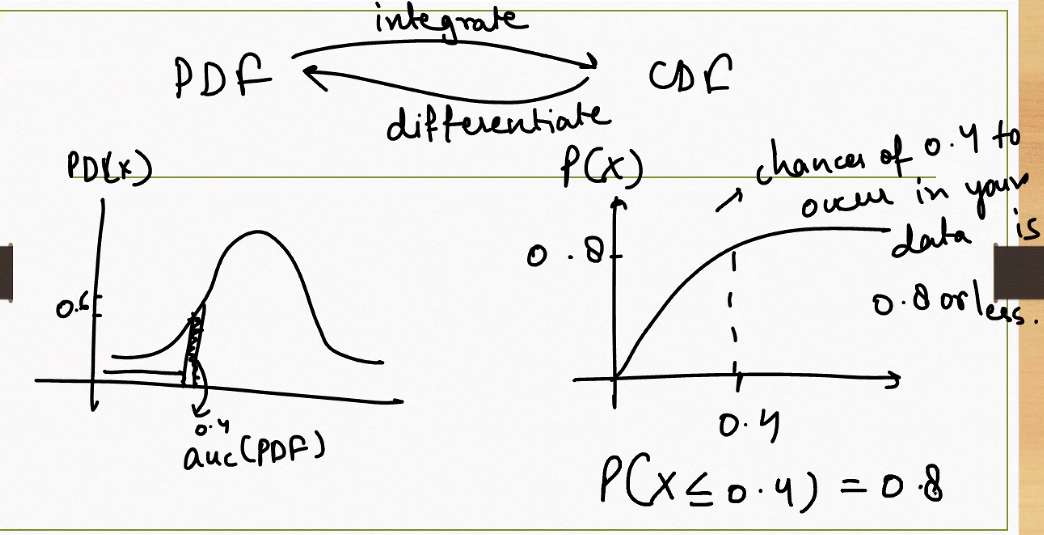 integrate
PDF CDF
differentiate
PD(x)
0.6
0.4
auc(PDF)
P(X)
chances of 0.4 to
occur in your
data is
0.8 or less.
0.8
0.4
P(X ≤ 0.4) = 0.8